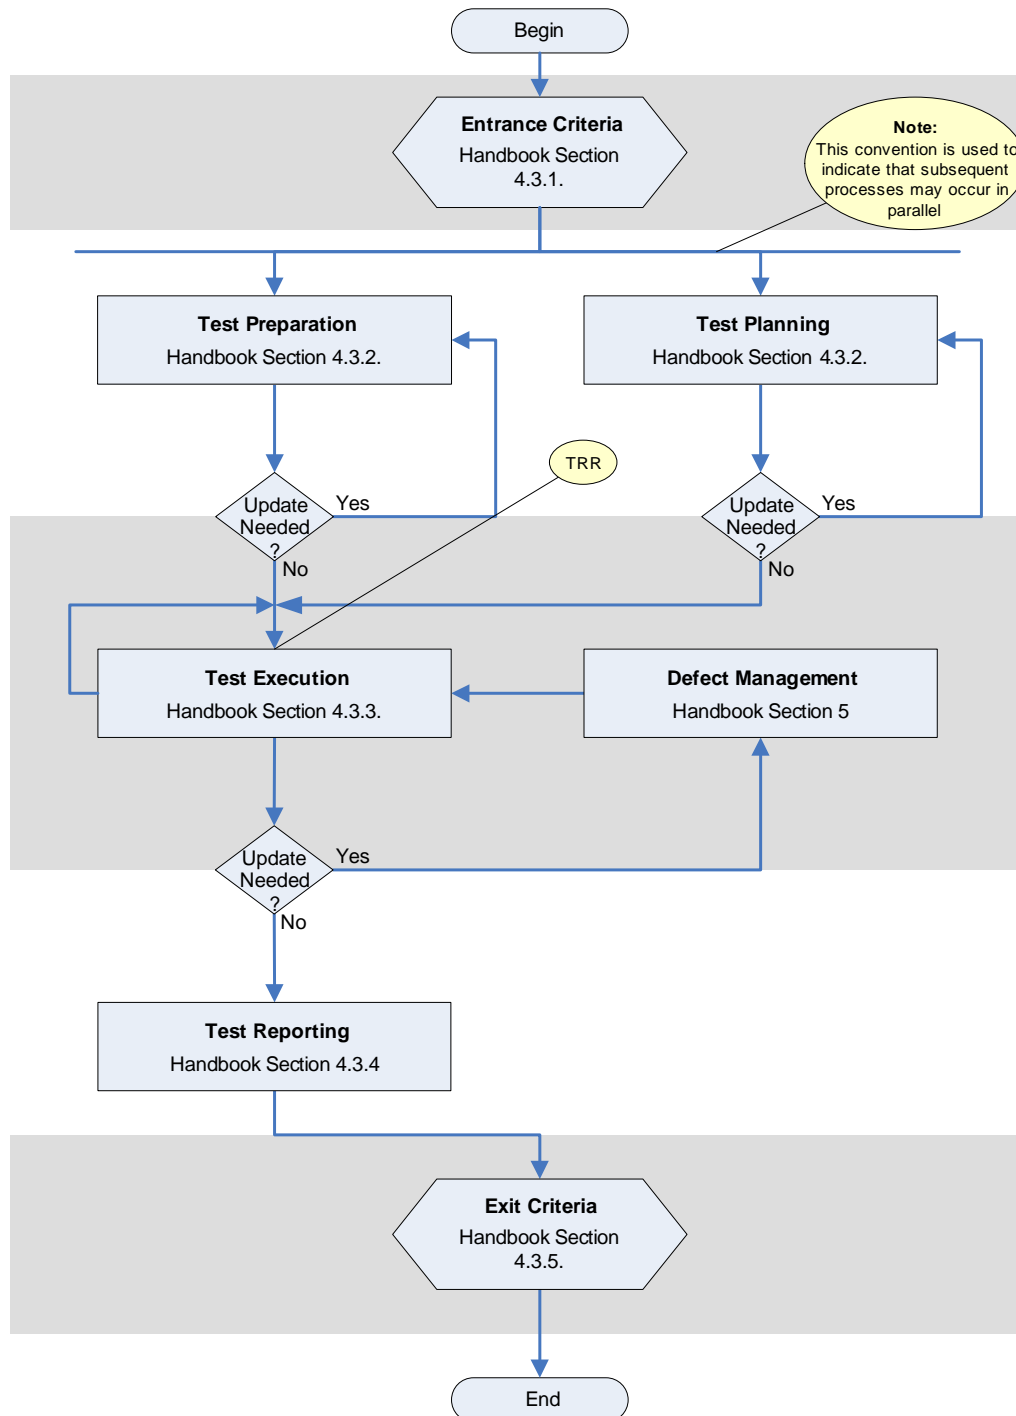 Begin
Entrance Criteria
Handbook Section
4.3.1.
Note:
This convention is used to
indicate that subsequent
processes may occur in
parallel
Test Preparation
Handbook Section 4.3.2.
Test Planning
Handbook Section 4.3.2.
TRR
Update
Needed
?
Yes
No
Update
Needed
?
Yes
No
Test Execution
Handbook Section 4.3.3.
Defect Management
Handbook Section 5
Update
Needed
?
Yes
No
Test Reporting
Handbook Section 4.3.4
Exit Criteria
Handbook Section
4.3.5.
End